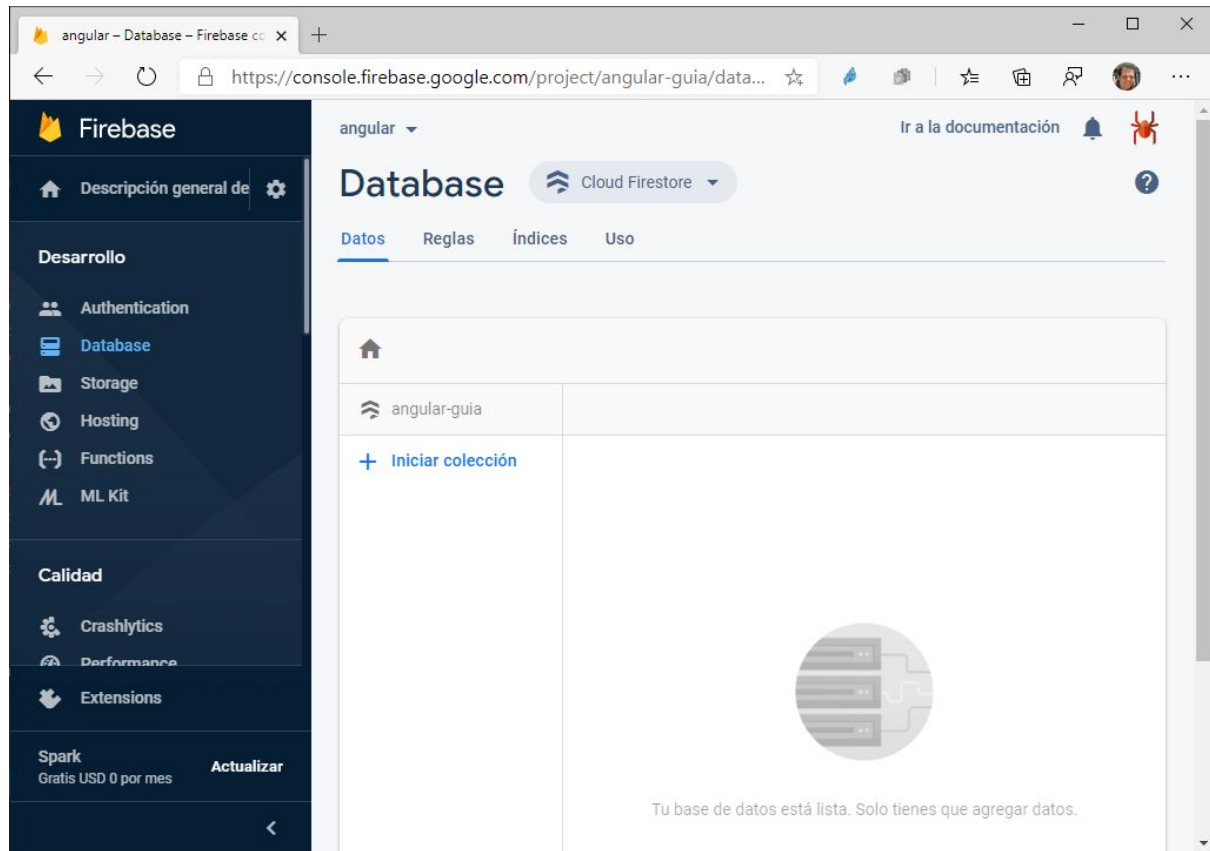 angular – Database – Firebase co
https://console.firebase.google.com/project/angular-guia/data...
Firebase
angular
Ir a la documentación
Descripción general de
Database
Cloud Firestore
Datos Reglas Índices Uso
Desarrollo
Authentication
Database
Storage
Hosting
Functions
ML Kit
angular-guia
Iniciar colección
Calidad
Crashlytics
Performance
Extensions
Spark
Gratis USD 0 por mes
Actualizar
Tu base de datos está lista. Solo tienes que agregar datos.